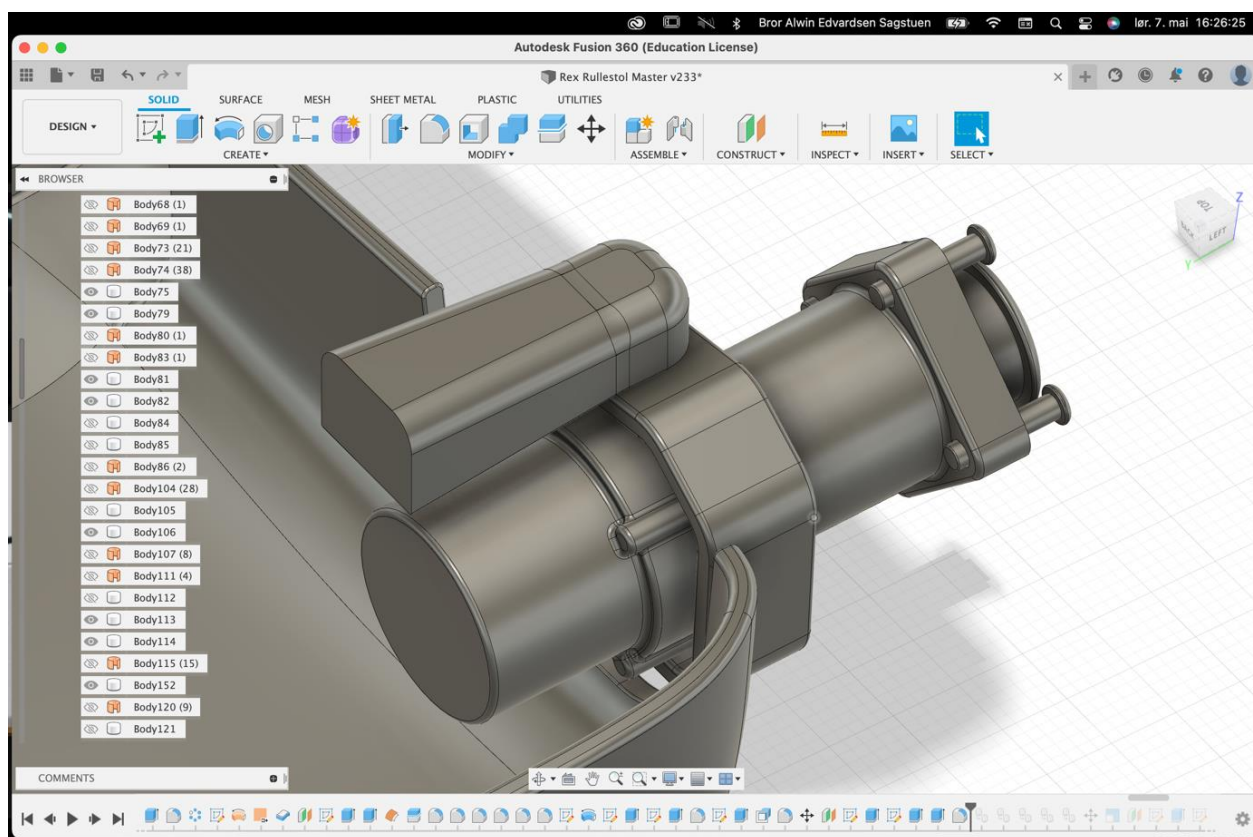 Bror Alwin Edvardsen Sagstuen lør. 7. mai 16:26:25
Autodesk Fusion 360 (Education License)
Rex Rullestol Master v233*
SOLID SURFACE MESH SHEET METAL PLASTIC UTILITIES
DESIGN
CREATE MODIFY ASSEMBLE CONSTRUCT INSPECT INSERT SELECT
BROWSER
Body68 (1)
Body69 (1)
Body73 (21)
Body74 (38)
Body75
Body79
Body80 (1)
Body83 (1)
Body81
Body82
Body84
Body85
Body86 (2)
Body104 (28)
Body105
Body106
Body107 (8)
Body111 (4)
Body112
Body113
Body114
Body115 (15)
Body152
Body120 (9)
Body121
TOP
BACK LEFT
Z
Y
COMMENTS